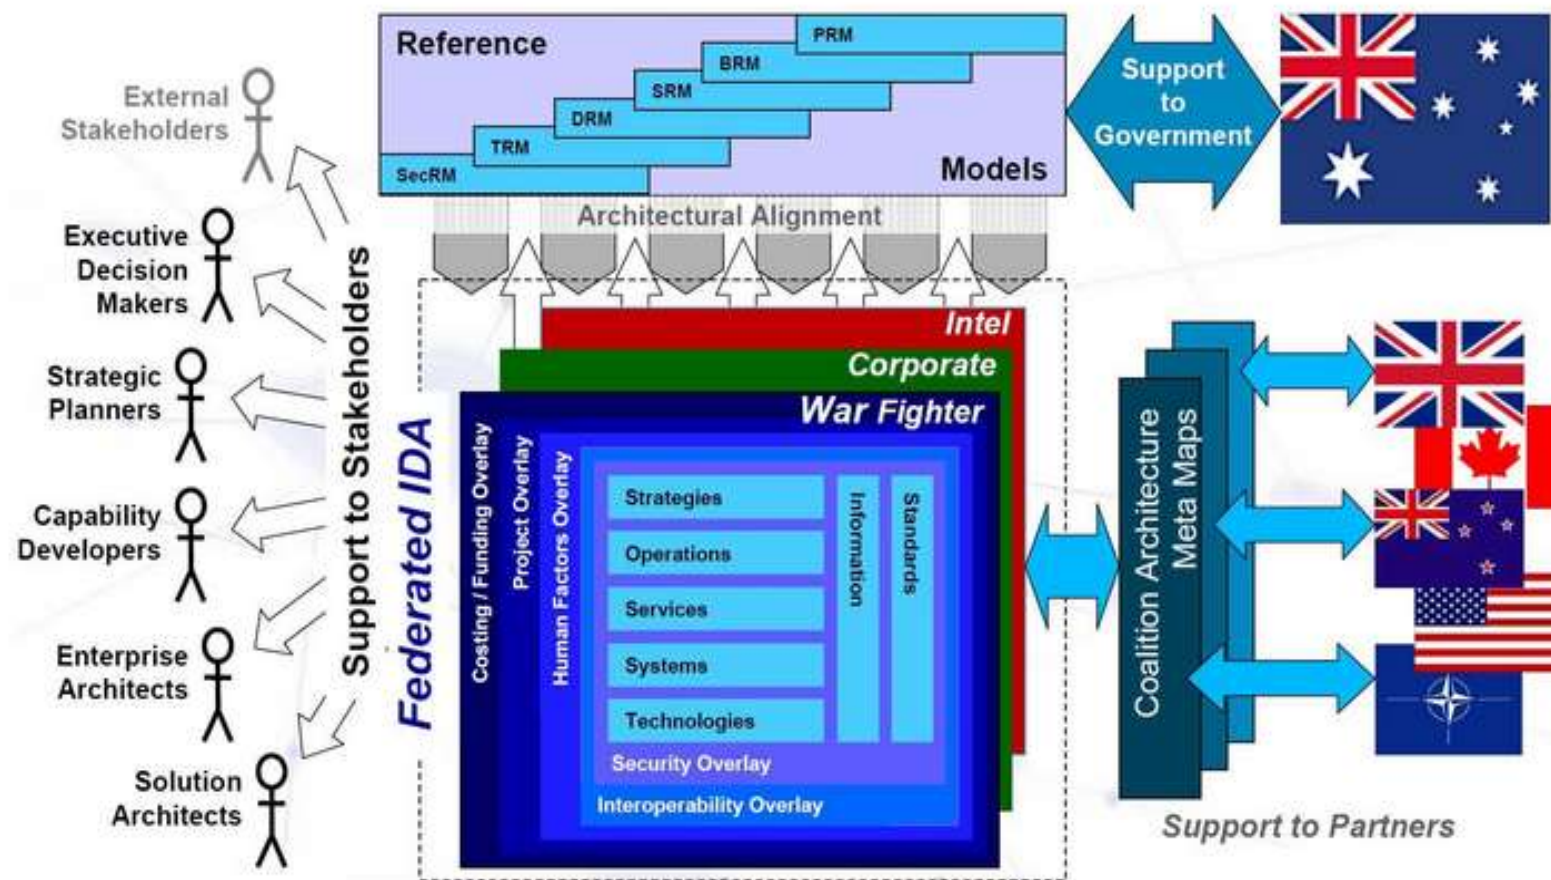 Reference
PRM
BRM
SRM
DRM
TRM
SecRM
Models
Support
to
Government
External
Stakeholders
Executive
Decision
Makers
Strategic
Planners
Capability
Developers
Enterprise
Architects
Solution
Architects
Support to Stakeholders
Architectural Alignment
Federated IDA
Intel
Corporate
War Fighter
Costing / Funding Overlay
Project Overlay
Human Factors Overlay
Strategies
Operations
Services
Systems
Technologies
Information
Standards
Security Overlay
Interoperability Overlay
Coalition Architecture
Meta Maps
Support to Partners